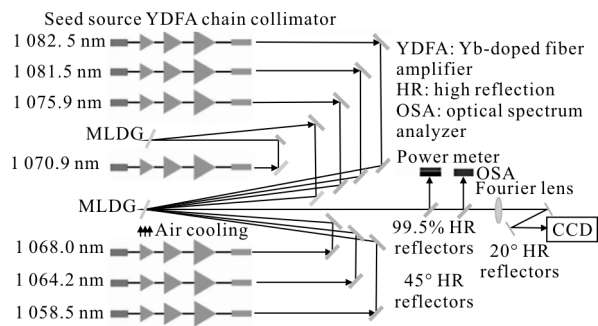 Seed source YDFA chain collimator
1 082. 5 nm
1 081.5 nm
1 075.9 nm
MLDG
1 070.9 nm
MLDG
Air cooling
1 068.0 nm
1 064.2 nm
1 058.5 nm
YDFA: Yb-doped fiber
amplifier
HR: high reflection
OSA: optical spectrum
analyzer
Power meter
OSA
Fourier lens
99.5% HR
reflectors
CCD
20° HR
reflectors
45° HR
reflectors